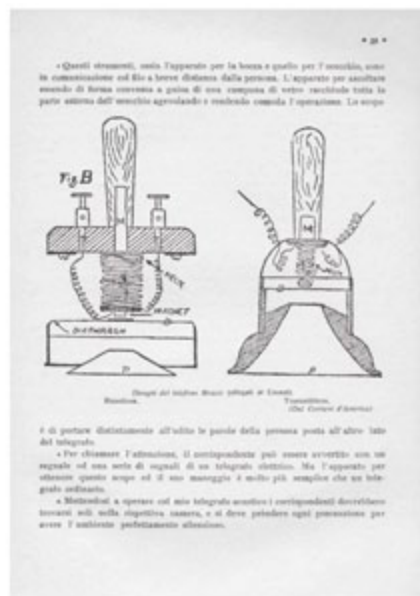 « Questi strumenti, ossia l'apparato per la bocca e quello per l'orecchio, sono
in comunicazione col filo a breve distanza dalla persona. L'apparato per ascoltare
essendo di forma convessa a guisa di una campana di vetro racchiude tutta la
parte esterna dell'orecchio agevolando e rendendo comoda l'operazione. Lo scopo
Fig. B
M
M
HELIX
MAGNET
DIAPHRAGM
D
P
Disegni del telefono Meucci
Ricevitore.
Trasmettitore.
(Dal Corriere d'America)
è di portare distintamente all'udito le parole della persona posta all'altro lato
del telegrafo.
« Per chiamare l'attenzione, il corrispondente può essere avvertito con un
segnale od una serie di segnali di un telegrafo elettrico. Ma l'apparato per
ottenere questo scopo ed il suo maneggio è molto più semplice che un tele-
grafo ordinario.
« Mettendosi a operare col mio telegrafo acustico i corrispondenti dovrebbero
trovarsi soli nella rispettiva camera, e si deve prendere ogni precauzione per
avere l'ambiente perfettamente silenzioso.